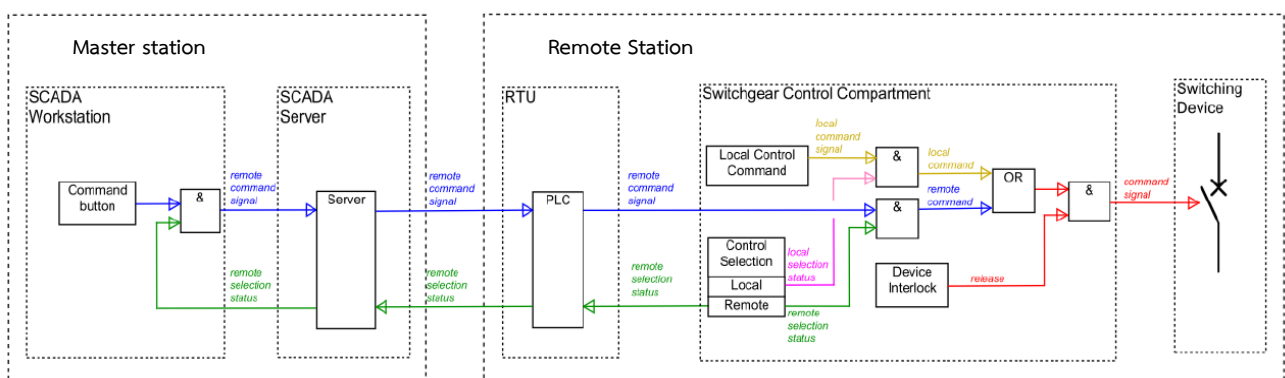 Master station
Remote Station
SCADA
Workstation
SCADA
Server
RTU
Switchgear Control Compartment
Switching
Device
Command
button
&
remote
command
signal
Server
remote
command
signal
PLC
remote
command
signal
Local Control
Command
local
command
signal
&
local
command
OR
&
command
signal
&
remote
command
remote
selection
status
remote
selection
status
remote
selection
status
Control
Selection
Local
Remote
local
selection
status
remote
selection
status
Device
Interlock
release